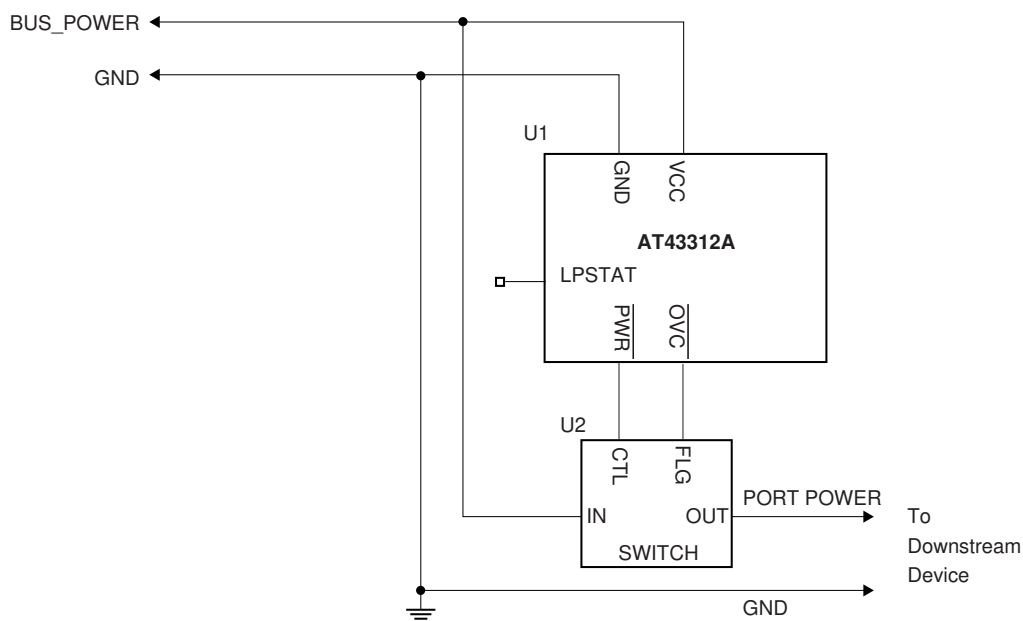 BUS_POWER
GND
U1
GND
VCC
AT43312A
LPSTAT
PWR
OVC
U2
CTL
FLG
IN
OUT
SWITCH
PORT POWER
To
Downstream
Device
GND